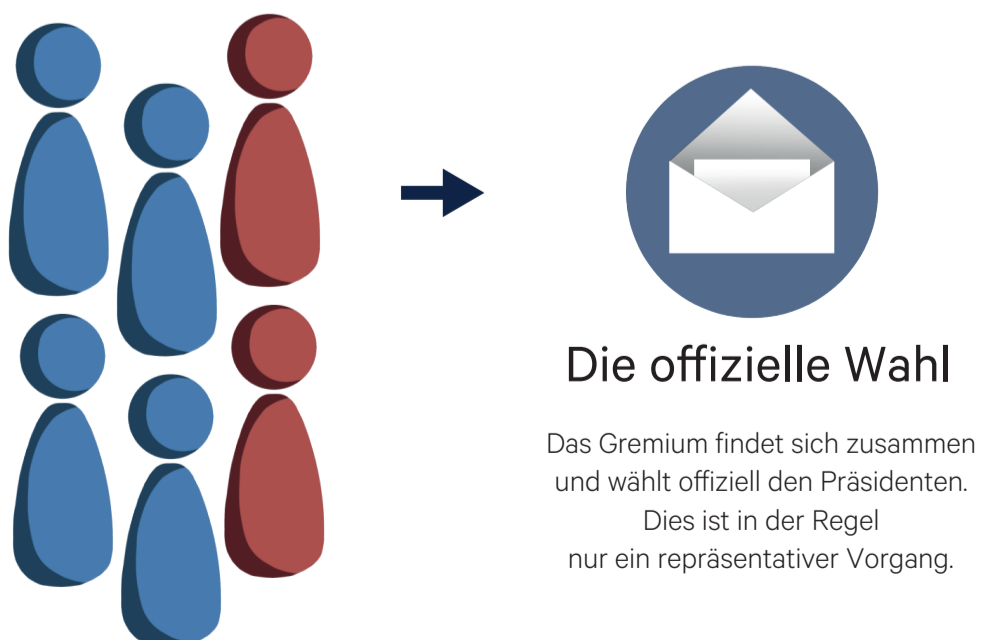 Die offizielle Wahl
Das Gremium findet sich zusammen
und wählt offiziell den Präsidenten.
Dies ist in der Regel
nur ein repräsentativer Vorgang.